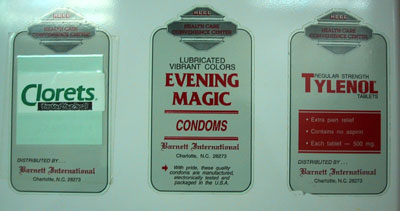 HEALTH CARE
CONVENIENCE CENTER
Clorets
DISTRIBUTED BY...
Barnett International
Charlotte, N.C. 28273
HEALTH CARE
CONVENIENCE CENTER
LUBRICATED
VIBRANT COLORS
EVENING
MAGIC
CONDOMS
Barnett International
Charlotte, N.C. 28273
With pride, these quality
condoms are manufactured,
electronically tested and
packaged in the U.S.A.
HEALTH CARE
CONVENIENCE CENTER
REGULAR STRENGTH
TYLENOL
TABLETS
• Extra pain relief
• Contains no aspirin
• Each tablet — 500 mg.
DISTRIBUTED BY...
Barnett International
Charlotte, N.C. 28273